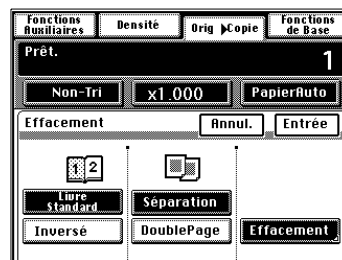 Fonctions Auxiliaires
Densité
Orig ▶Copie
Fonctions de Base
Prêt.
1
Non-Tri
x1.000
PapierAuto
Effacement
Annul.
Entrée
1 2
Livre Standard
Séparation
Inversé
DoublePage
Effacement